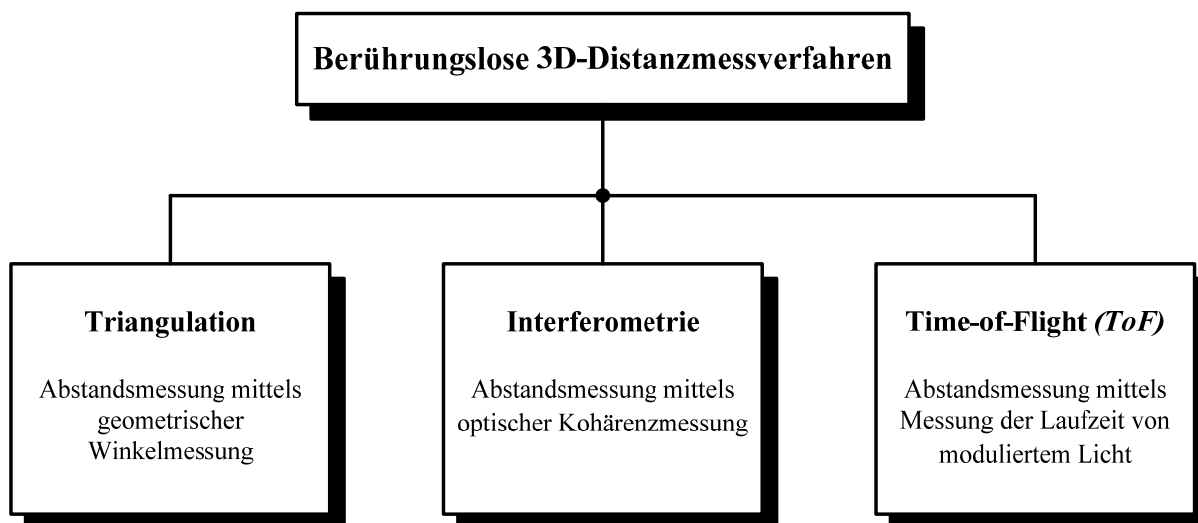 Berührungslose 3D-Distanzmessverfahren
Triangulation
Abstandsmessung mittels
geometrischer
Winkelmessung
Interferometrie
Abstandsmessung mittels
optischer Kohärenzmessung
Time-of-Flight (ToF)
Abstandsmessung mittels
Messung der Laufzeit von
moduliertem Licht